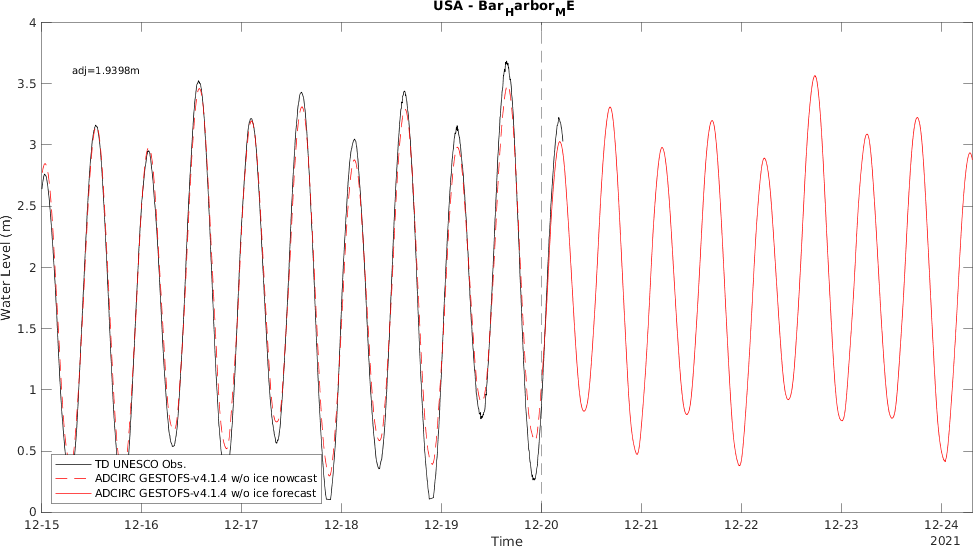 USA - BarHarborME
adj=1.9398m
Water Level (m)
4
3.5
3
2.5
2
1.5
1
0.5
0
TD UNESCO Obs.
ADCIRC GESTOFS-v4.1.4 w/o ice nowcast
ADCIRC GESTOFS-v4.1.4 w/o ice forecast
12-15 12-16 12-17 12-18 12-19 12-20 12-21 12-22 12-23 12-24
Time
2021